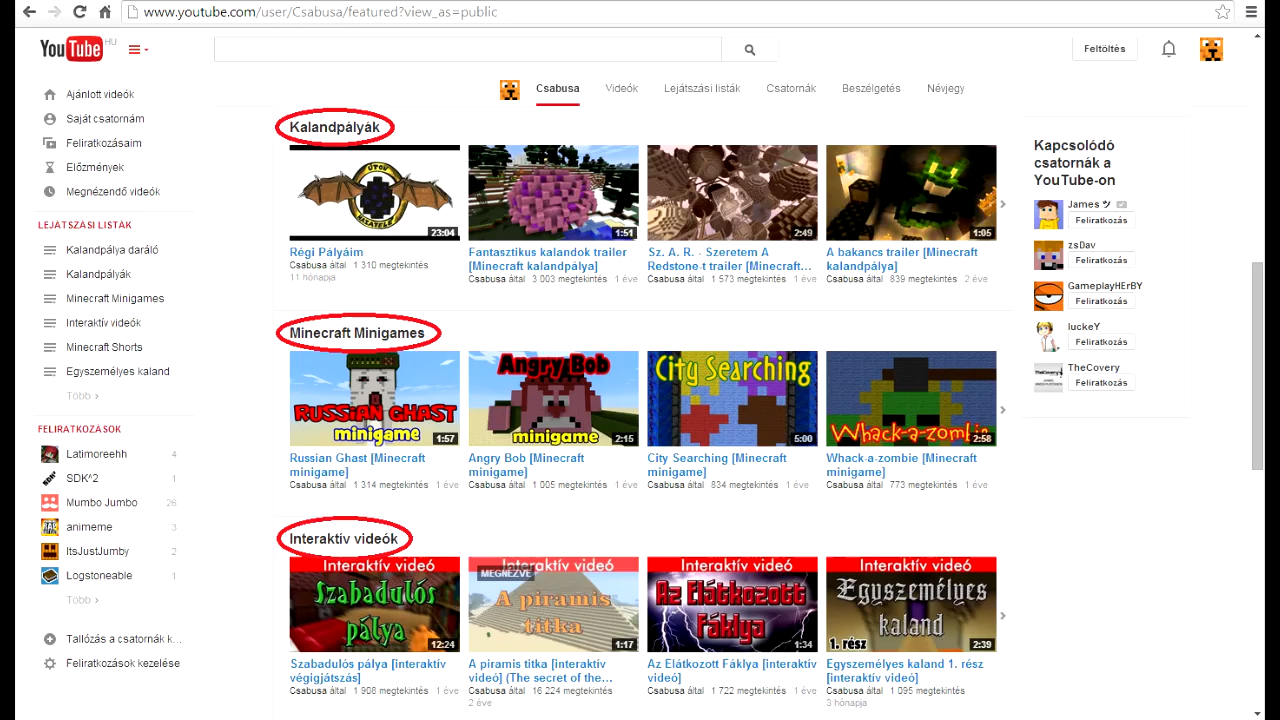 www.youtube.com/user/Csabusa/featured?view_as=public
YouTube HU
Feltöltés
Csabusa Videók Lejátszási listák Csatornák Beszélgetés Névjegy
Ajánlott videók
Saját csatornám
Feliratkozásaim
Előzmények
Megnézendő videók
LEJÁTSZÁSI LISTÁK
Kalandpálya daráló
Kalandpályák
Minecraft Minigames
Interaktív videók
Minecraft Shorts
Egyszemélyes kaland
Több ›
FELIRATKOZÁSOK
Latimoreehh 4
SDK^2 1
Mumbo Jumbo 26
animeme 3
ItsJustJumby 2
Logstoneable 1
Több ›
Tallózás a csatornák k...
Feliratkozások kezelése
Kalandpályák
23:04
1:51
2:49
1:05
Régi Pályáim
Csabusa által 1 310 megtekintés
11 hónapja
Fantasztikus kalandok trailer
[Minecraft kalandpálya]
Csabusa által 3 003 megtekintés 1 éve
Sz. A. R. - Szeretem A
Redstone-t trailer [Minecraft...
Csabusa által 1 573 megtekintés 1 éve
A bakancs trailer [Minecraft
kalandpálya]
Csabusa által 839 megtekintés 2 éve
Minecraft Minigames
RUSSIAN GHAST
minigame
1:57
Angry Bob
minigame
2:15
City Searching
5:00
Whack-a-zombie
2:58
Russian Ghast [Minecraft
minigame]
Csabusa által 1 314 megtekintés 1 éve
Angry Bob [Minecraft
minigame]
Csabusa által 1 005 megtekintés 1 éve
City Searching [Minecraft
minigame]
Csabusa által 834 megtekintés 1 éve
Whack-a-zombie [Minecraft
minigame]
Csabusa által 773 megtekintés 1 éve
Interaktív videók
Interaktív videó
Szabadulós
pálya
12:24
Interaktív videó
MEGNÉZVE
A piramis
titka
1:17
Interaktív videó
Az Elátkozott
Fáklya
1:34
Interaktív videó
Egyszemélyes
kaland
1. rész
2:39
Szabadulós pálya [interaktív
végigjátszás]
Csabusa által 1 908 megtekintés 1 éve
A piramis titka [interaktív
videó] (The secret of the...
Csabusa által 16 224 megtekintés
2 éve
Az Elátkozott Fáklya [interaktív
videó]
Csabusa által 1 722 megtekintés 1 éve
Egyszemélyes kaland 1. rész
[interaktív videó]
Csabusa által 1 095 megtekintés
3 hónapja
Kapcsolódó
csatornák a
YouTube-on
James ツ
Feliratkozás
zsDav
Feliratkozás
GameplayHErBY
Feliratkozás
luckeY
Feliratkozás
TheCovery
Feliratkozás